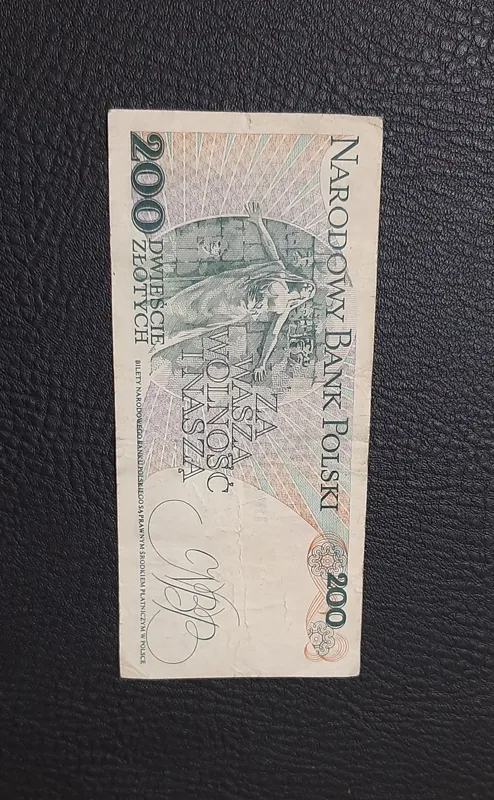 NARODOWY BANK POLSKI
200
ZA
WASZĄ
WOLNOŚĆ
I NASZĄ
200
DWIEŚCIE
ZŁOTYCH
BILETY NARODOWEGO BANKU POLSKIEGO SĄ PRAWNYM ŚRODKIEM PŁATNICZYM W POLSCE